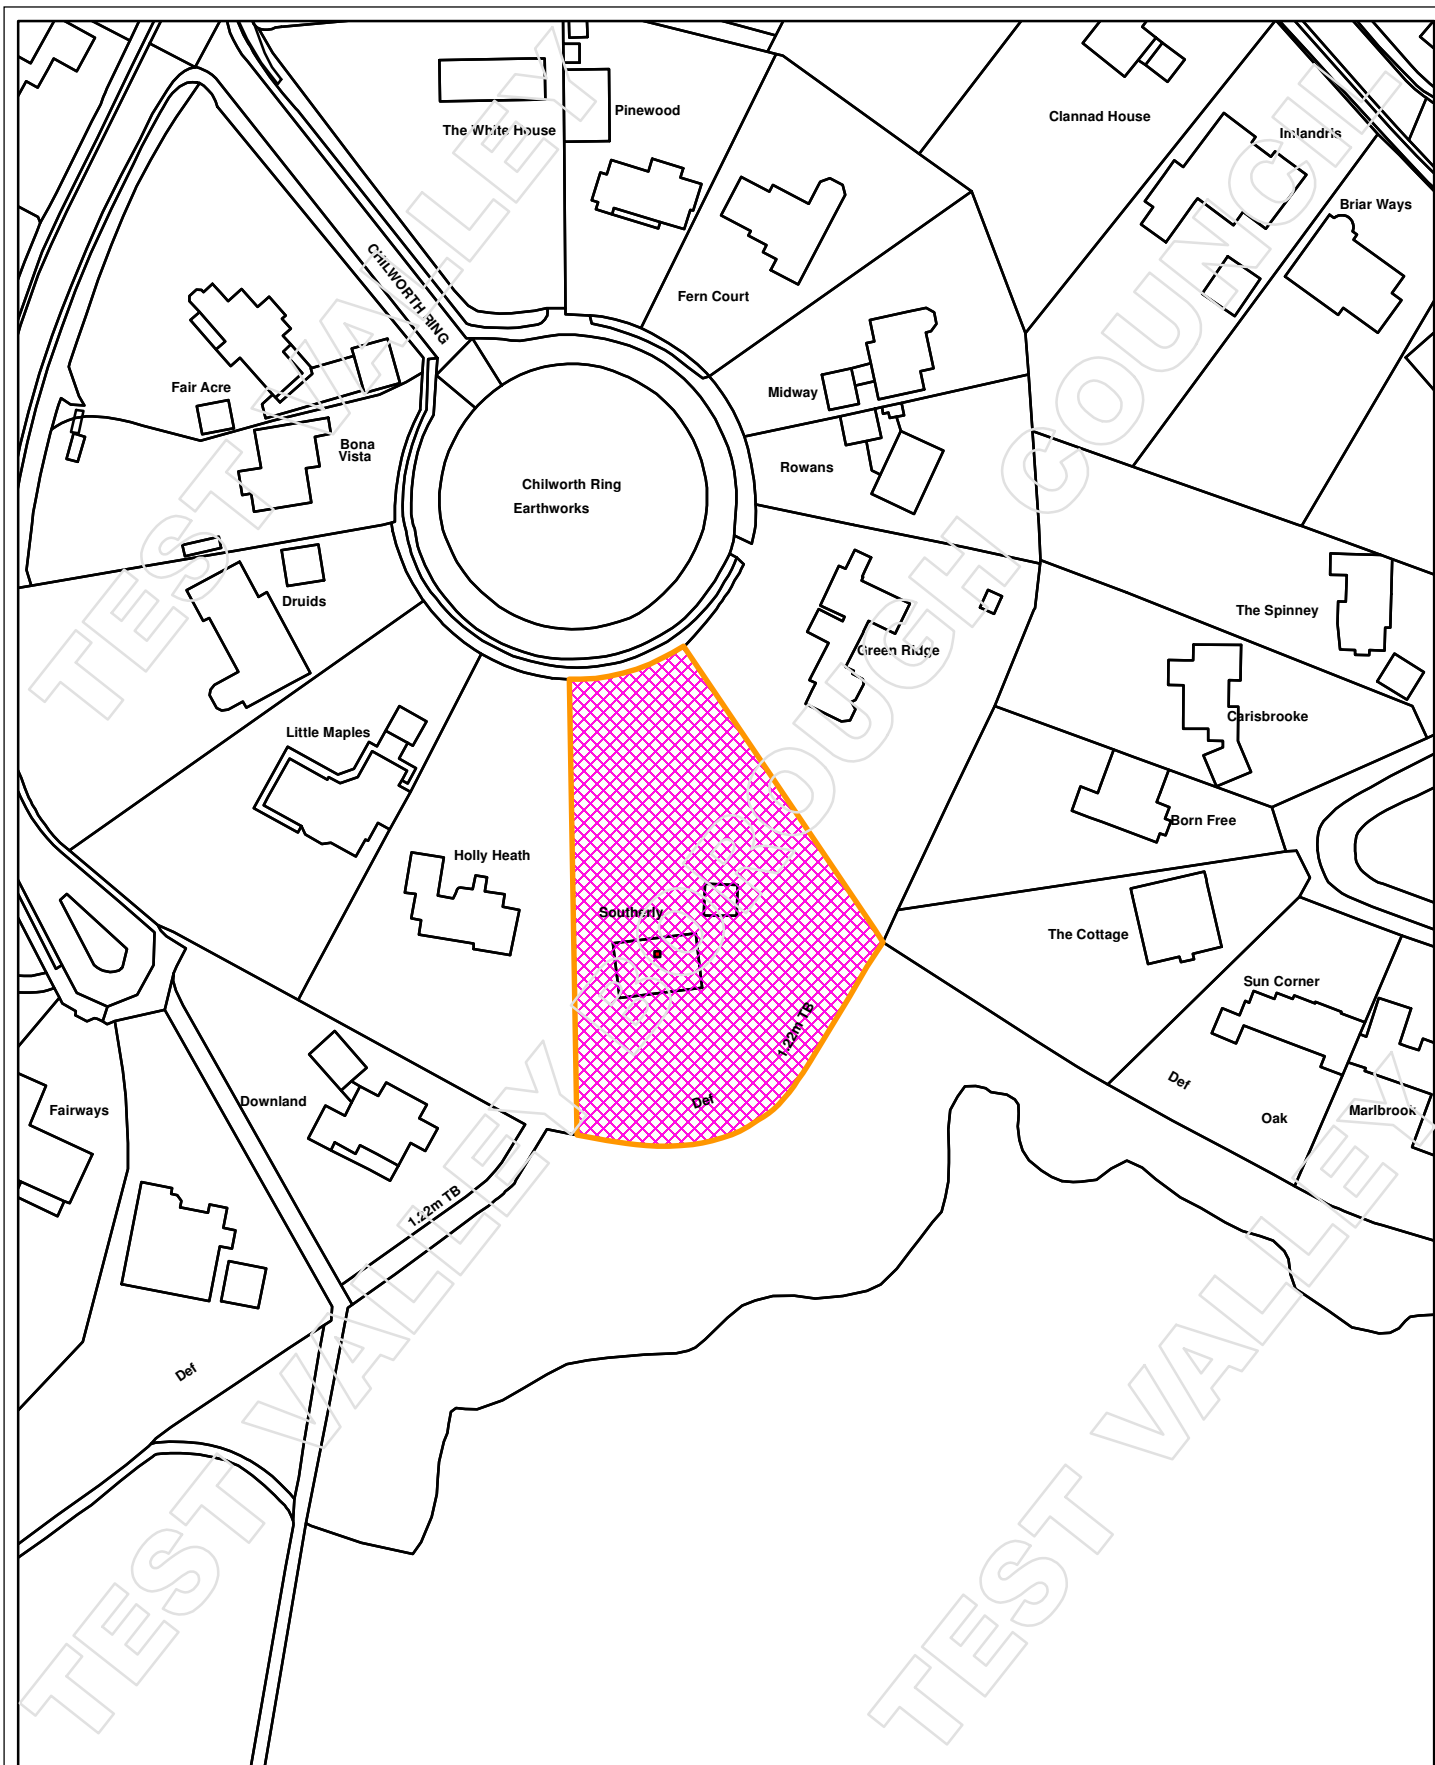 Pinewood
Clannad House
The White House
Imlandris
Briar Ways
CHILWORTH RING
Fern Court
Fair Acre
Midway
Bona
Vista
Rowans
Chilworth Ring
Earthworks
Druids
The Spinney
Green Ridge
Carisbrooke
Little Maples
Born Free
Holly Heath
Southerly
The Cottage
Sun Corner
1.22m TB
Def
Def
Downland
Fairways
Oak
Marlbrook
1.22m TB
Def
TEST VALLEY
TEST VALLEY BOROUGH COUNCIL
TEST VALLEY
TEST VALLEY